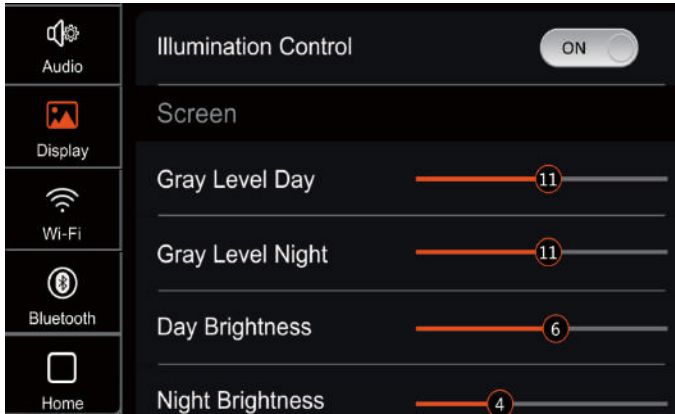 Audio
Display
Wi-Fi
Bluetooth
Home
Illumination Control ON
Screen
Gray Level Day 11
Gray Level Night 11
Day Brightness 6
Night Brightness 4